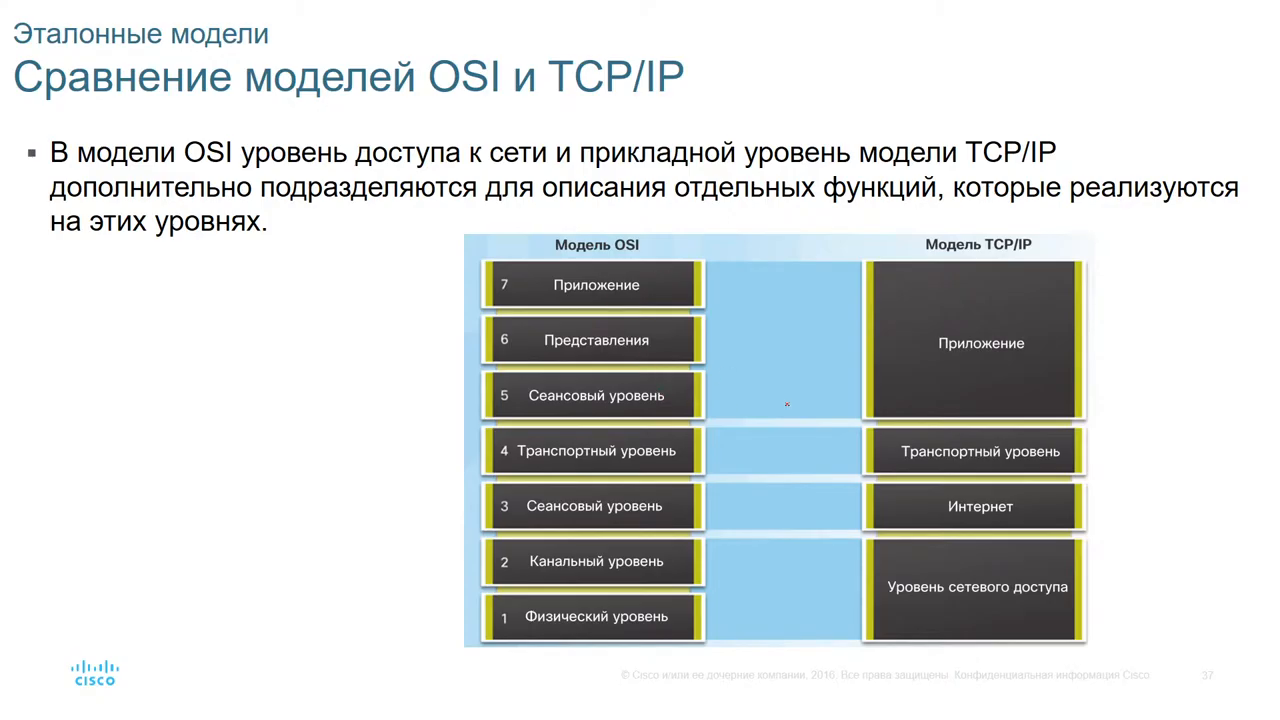 Эталонные модели
Сравнение моделей OSI и TCP/IP
▪ В модели OSI уровень доступа к сети и прикладной уровень модели TCP/IP
дополнительно подразделяются для описания отдельных функций, которые реализуются
на этих уровнях.
Модель OSI
Модель TCP/IP
7 Приложение
6 Представления
5 Сеансовый уровень
4 Транспортный уровень
3 Сеансовый уровень
2 Канальный уровень
1 Физический уровень
Приложение
Транспортный уровень
Интернет
Уровень сетевого доступа
CISCO
© Cisco и/или ее дочерние компании, 2016. Все права защищены. Конфиденциальная информация Cisco
37